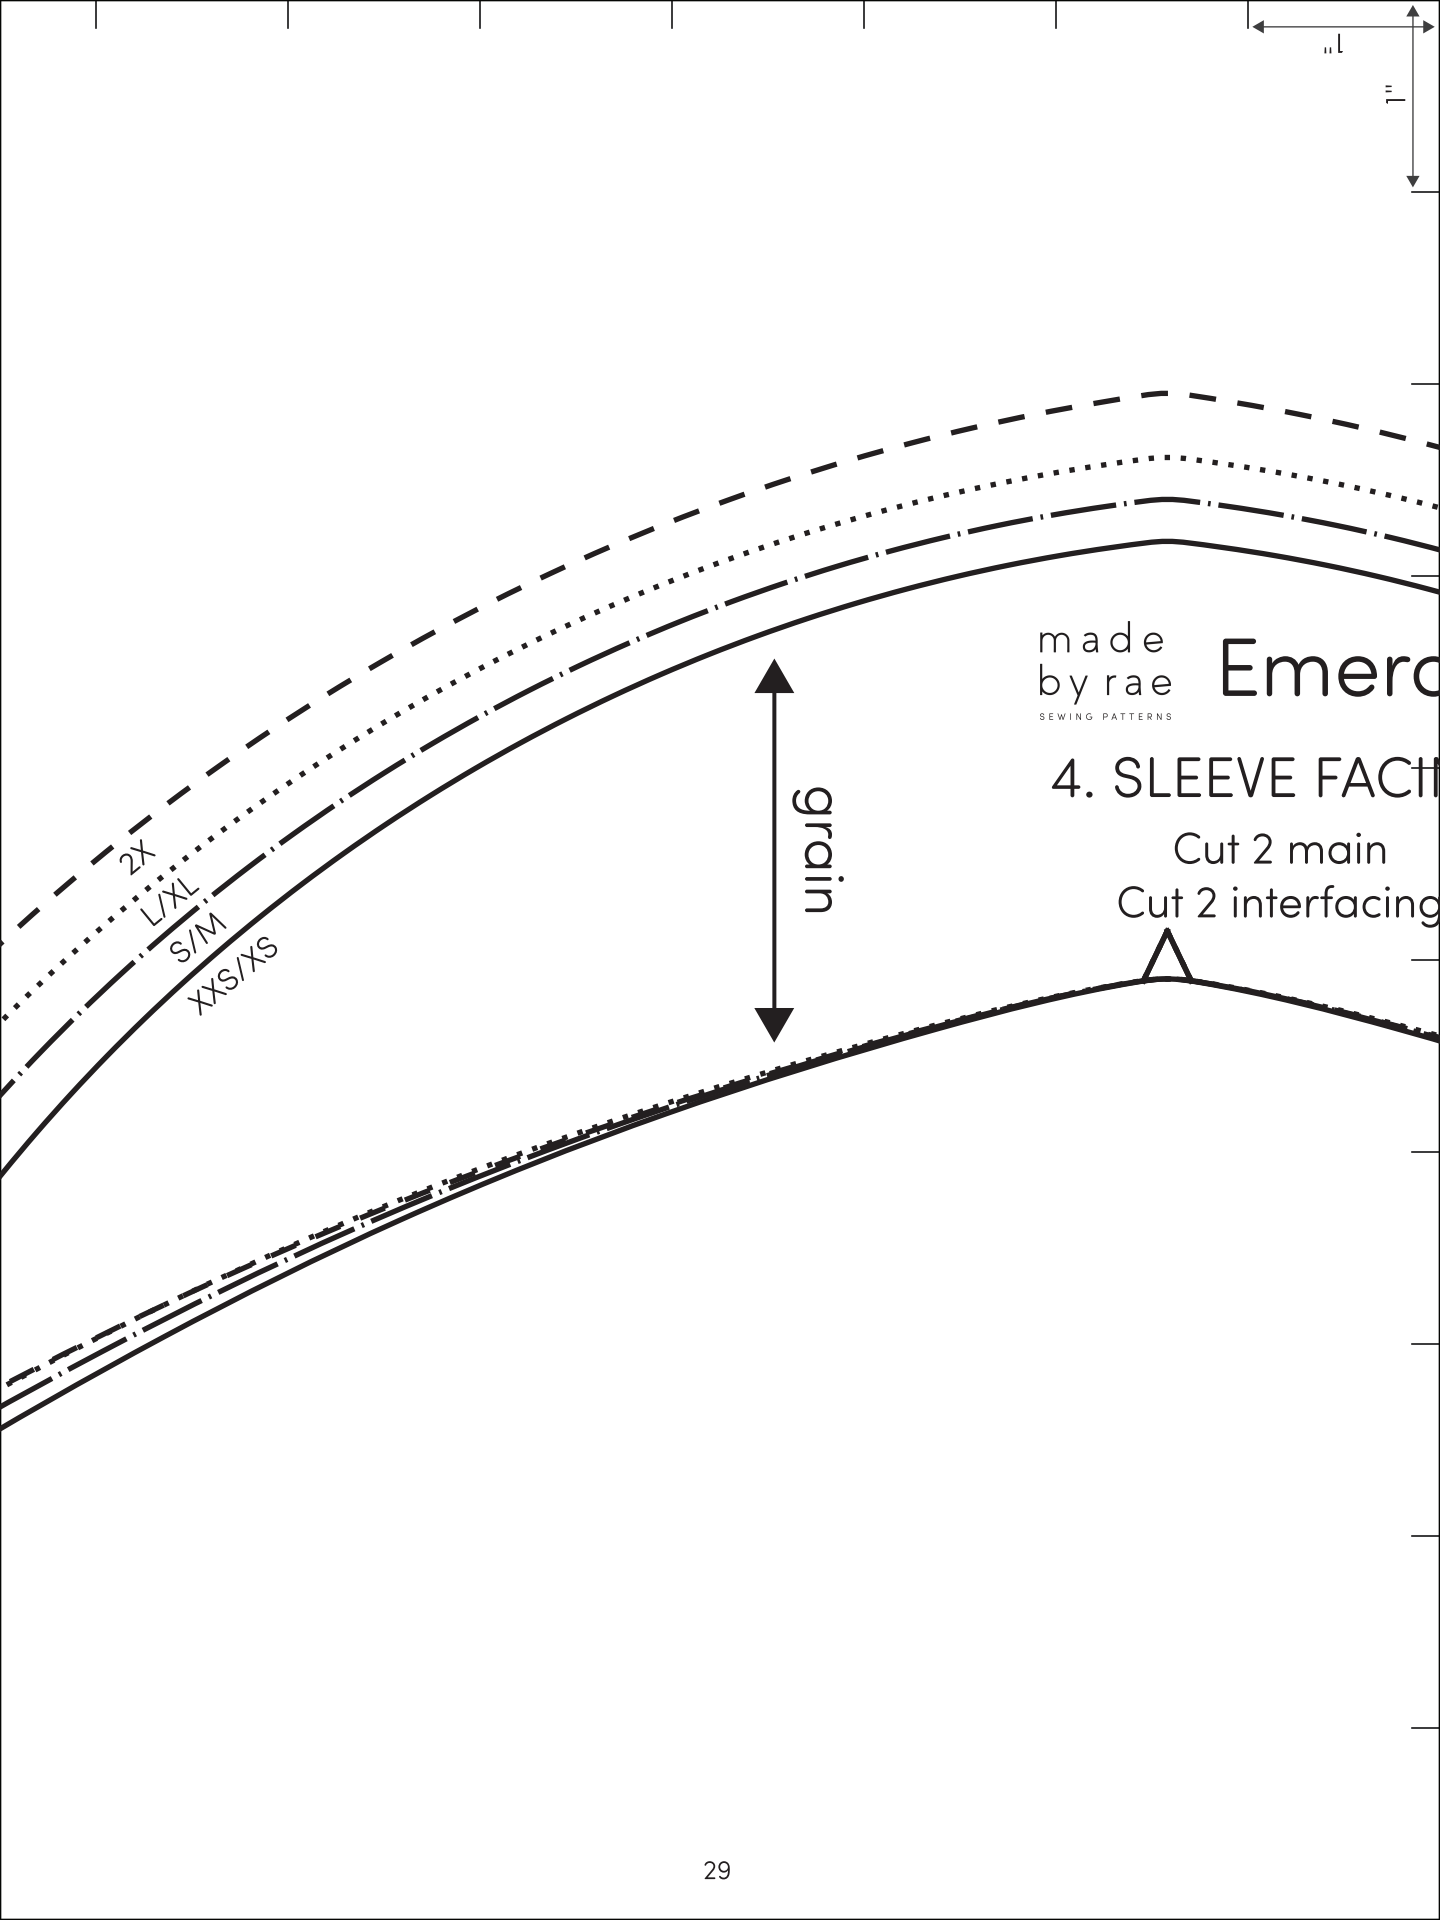 1"
1"
made
by rae
SEWING PATTERNS
4. SLEEVE
Cut 2 main
Cut 2 interfacing
grain
2X
L/XL
S/M
XXS/XS
29